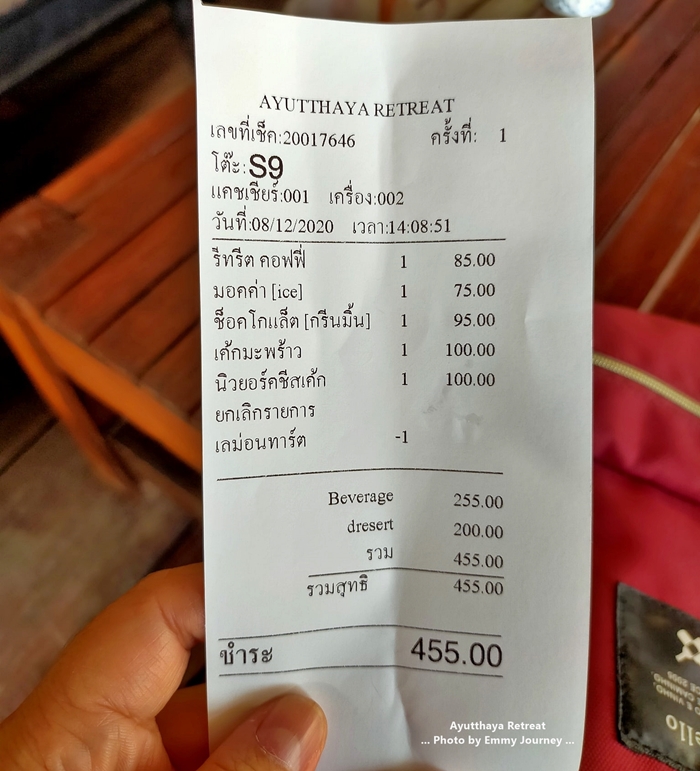 AYUTTHAYA RETREAT
เลขที่เช็ค:20017646 ครั้งที่: 1
โต๊ะ:S9
แคชเชียร์:001 เครื่อง:002
วันที่:08/12/2020 เวลา:14:08:51
รีทรีต คอฟฟี่ 1 85.00
มอคค่า [ice] 1 75.00
ช็อคโกแล็ต [กรีนมิ้น] 1 95.00
เค้กมะพร้าว 1 100.00
นิวยอร์คชีสเค้ก 1 100.00
ยกเลิกรายการ
เลม่อนทาร์ต -1
Beverage 255.00
dresert 200.00
รวม 455.00
รวมสุทธิ 455.00
ชำระ 455.00
Ayutthaya Retreat
... Photo by Emmy Journey ...